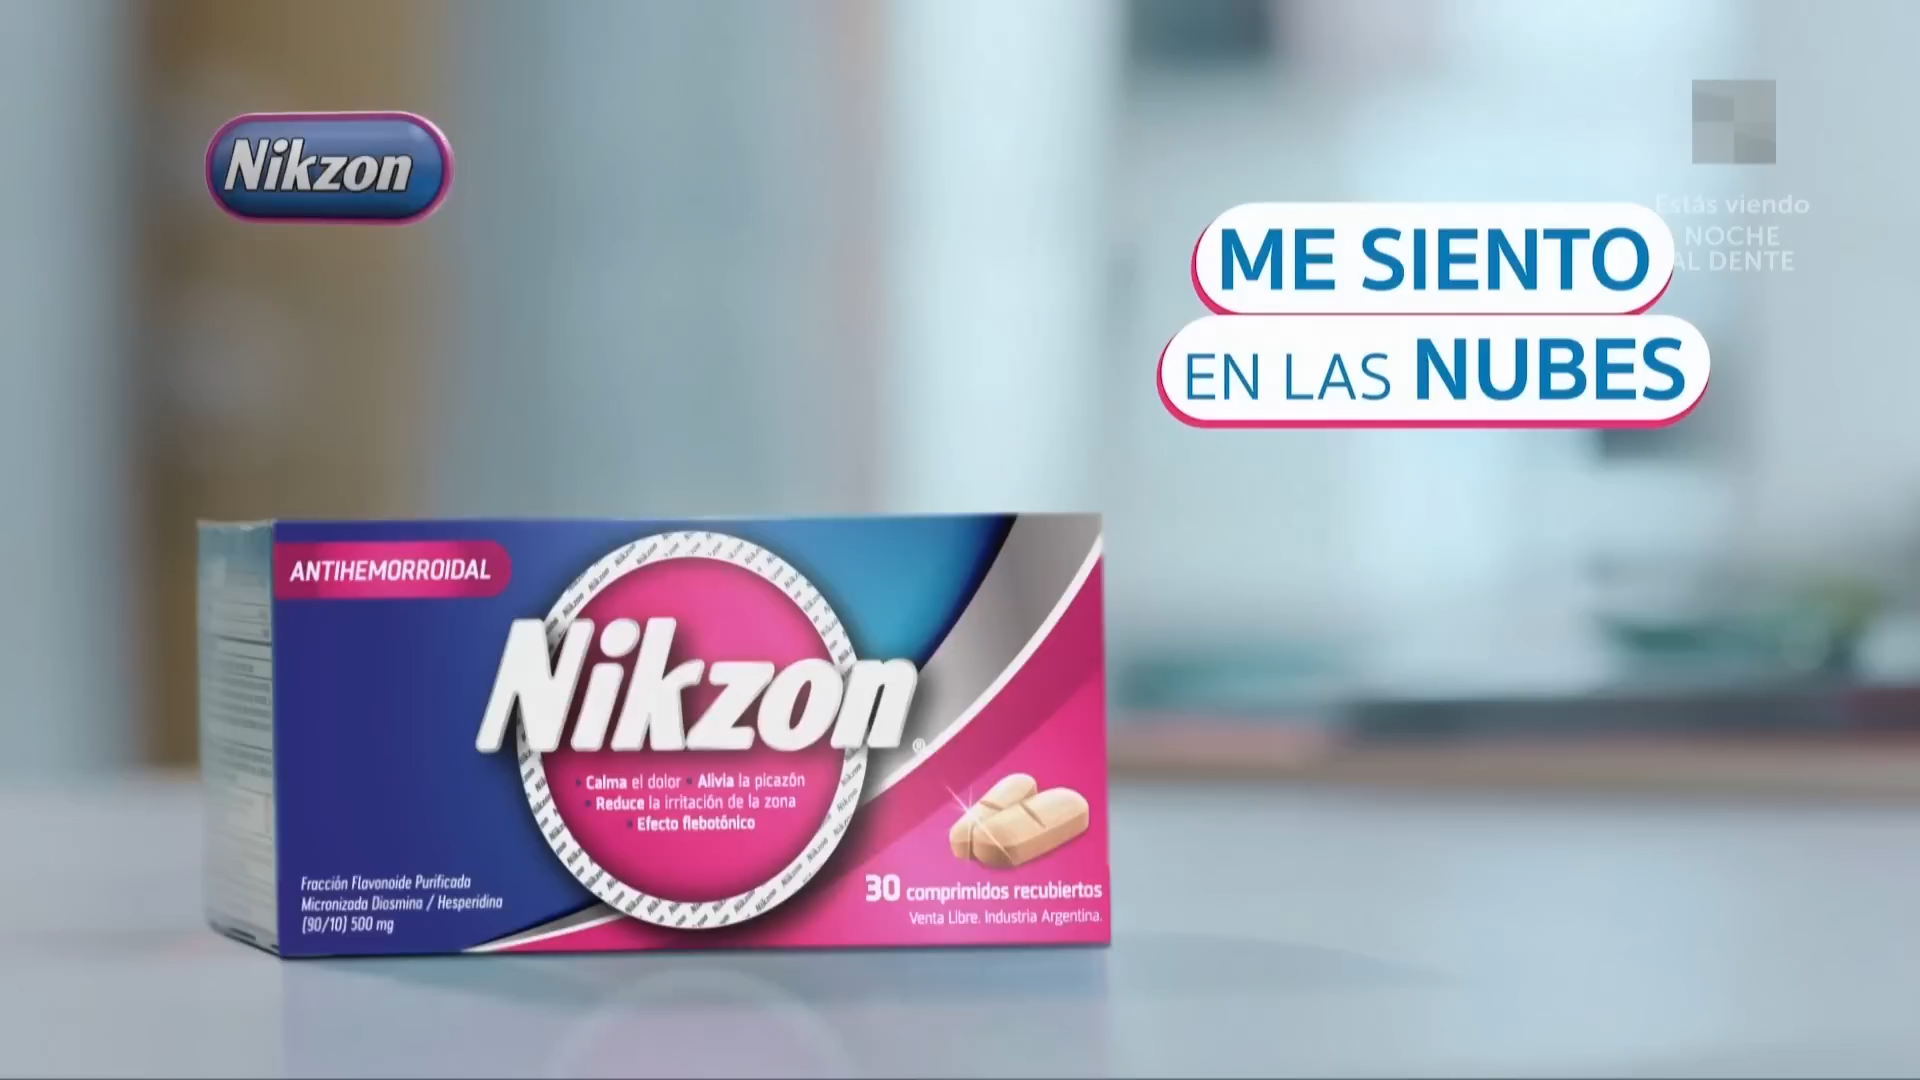 Nikzon
Estás viendo
NOCHE
AL DENTE
ME SIENTO
EN LAS NUBES
ANTIHEMORROIDAL
Nikzon®
• Calma el dolor • Alivia la picazón
• Reduce la irritación de la zona
• Efecto flebotónico
Fracción Flavonoide Purificada
Micronizada Diosmina / Hesperidina
(90/10) 500 mg
30 comprimidos recubiertos
Venta Libre. Industria Argentina.